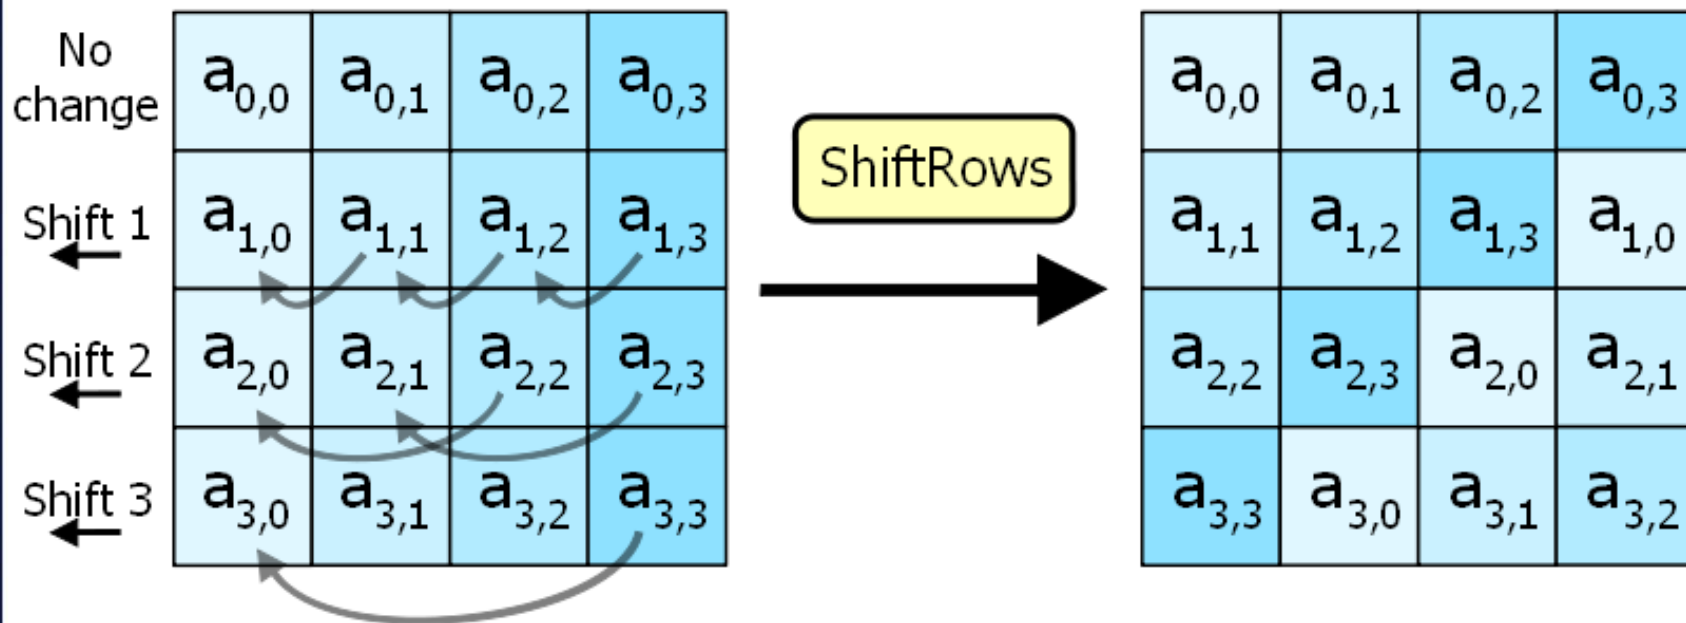 No
change
a0,0 a0,1 a0,2 a0,3
Shift 1
a1,0 a1,1 a1,2 a1,3
Shift 2
a2,0 a2,1 a2,2 a2,3
Shift 3
a3,0 a3,1 a3,2 a3,3
ShiftRows
a0,0 a0,1 a0,2 a0,3
a1,1 a1,2 a1,3 a1,0
a2,2 a2,3 a2,0 a2,1
a3,3 a3,0 a3,1 a3,2